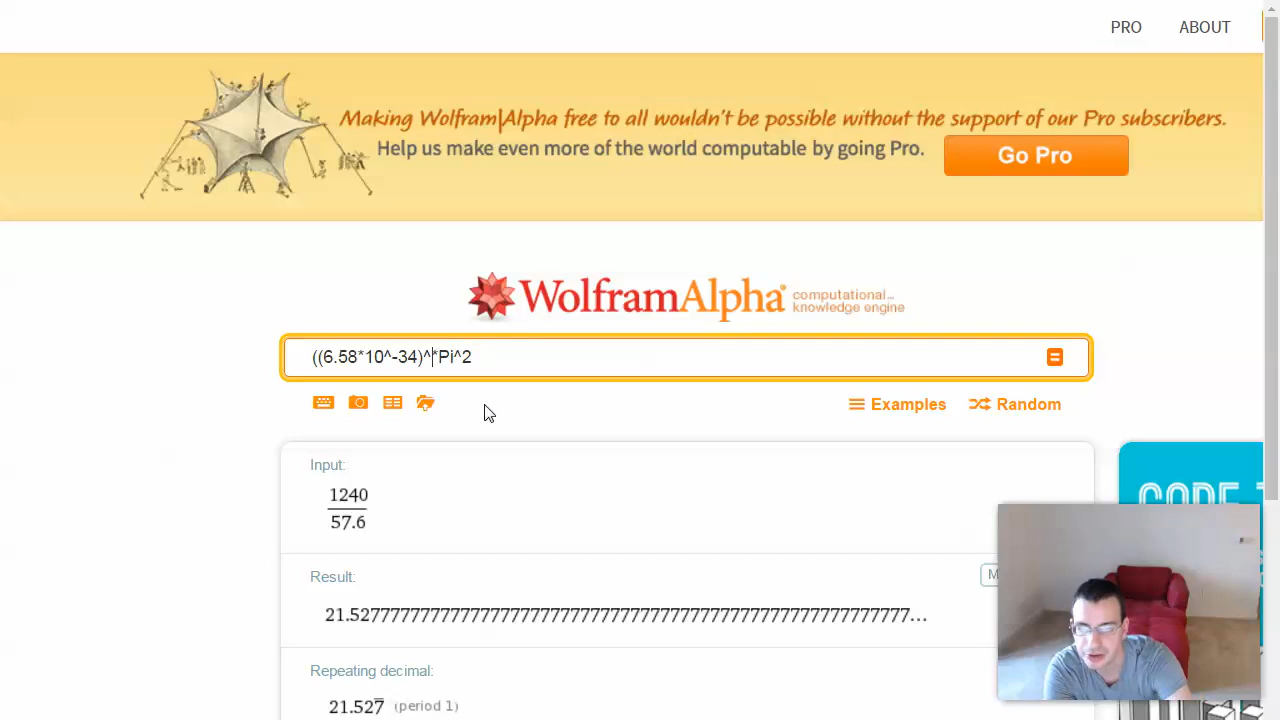 PRO ABOUT
Making Wolfram|Alpha free to all wouldn't be possible without the support of our Pro subscribers.
Help us make even more of the world computable by going Pro.
Go Pro
WolframAlpha computational...
knowledge engine
((6.58*10^-34)^*Pi^2
Examples Random
Input:
1240
57.6
Result:
21.52777777777777777777777777777777777777777777777777777777777...
Repeating decimal:
21.527̅ (period 1)